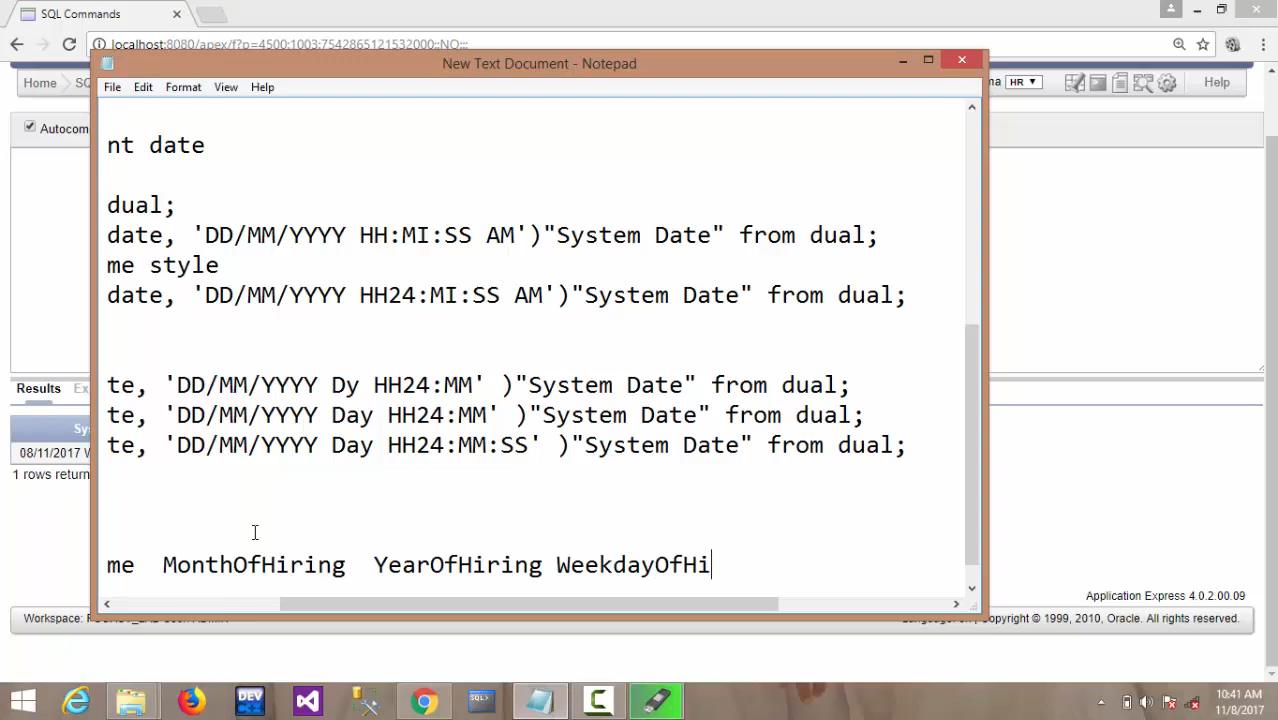 SQL Commands
localhost:8080/apex/f?p=4500:1003:7542865121532000::NO:::
New Text Document - Notepad
Home
HR
Help
File Edit Format View Help
Autocom
nt date
dual;
date, 'DD/MM/YYYY HH:MI:SS AM')"System Date" from dual;
me style
date, 'DD/MM/YYYY HH24:MI:SS AM')"System Date" from dual;
te, 'DD/MM/YYYY Dy HH24:MM' )"System Date" from dual;
Results
te, 'DD/MM/YYYY Day HH24:MM' )"System Date" from dual;
te, 'DD/MM/YYYY Day HH24:MM:SS' )"System Date" from dual;
08/11/2017
1 rows return
me MonthOfHiring YearOfHiring WeekdayOfHi
Application Express 4.0.2.00.09
Workspace:
Copyright © 1999, 2010, Oracle. All rights reserved.
DEV
SQL>
10:41 AM
11/8/2017